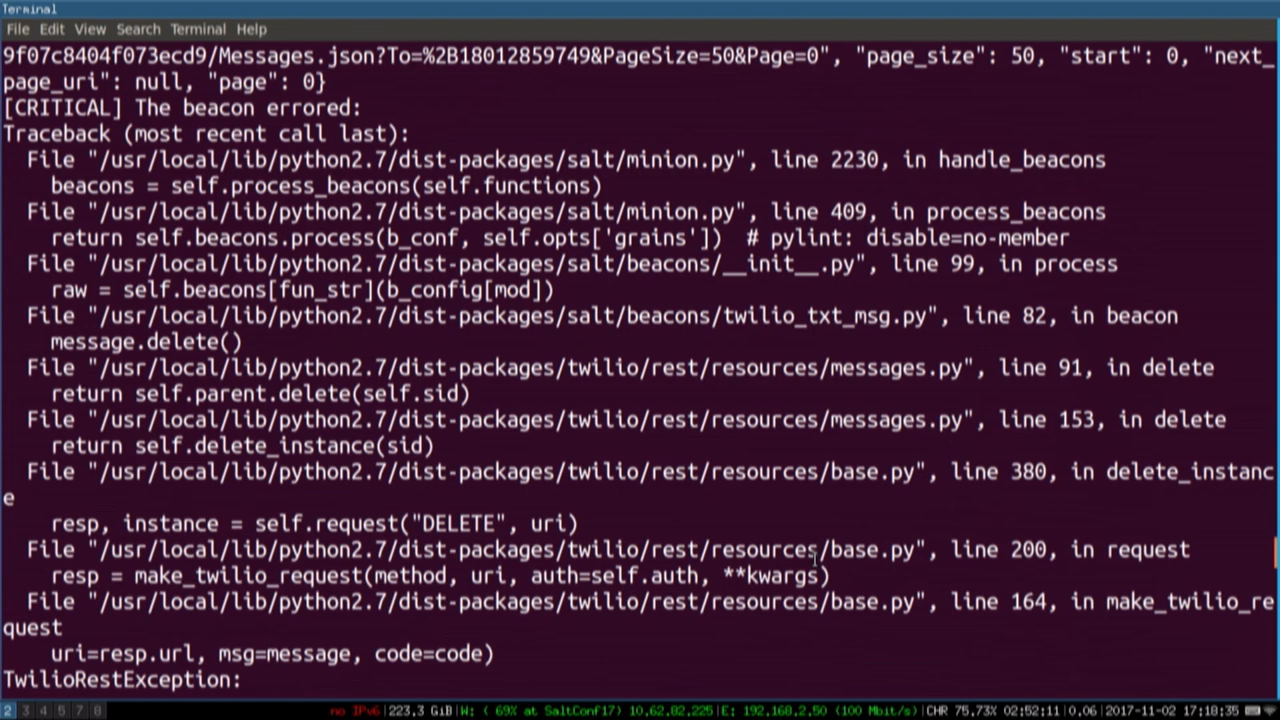 Terminal
File Edit View Search Terminal Help
9f07c8404f073ecd9/Messages.json?To=%2B18012859749&PageSize=50&Page=0", "page_size": 50, "start": 0, "next_
page_uri": null, "page": 0}
[CRITICAL] The beacon errored:
Traceback (most recent call last):
  File "/usr/local/lib/python2.7/dist-packages/salt/minion.py", line 2230, in handle_beacons
    beacons = self.process_beacons(self.functions)
  File "/usr/local/lib/python2.7/dist-packages/salt/minion.py", line 409, in process_beacons
    return self.beacons.process(b_conf, self.opts['grains'])  # pylint: disable=no-member
  File "/usr/local/lib/python2.7/dist-packages/salt/beacons/__init__.py", line 99, in process
    raw = self.beacons[fun_str](b_config[mod])
  File "/usr/local/lib/python2.7/dist-packages/salt/beacons/twilio_txt_msg.py", line 82, in beacon
    message.delete()
  File "/usr/local/lib/python2.7/dist-packages/twilio/rest/resources/messages.py", line 91, in delete
    return self.parent.delete(self.sid)
  File "/usr/local/lib/python2.7/dist-packages/twilio/rest/resources/messages.py", line 153, in delete
    return self.delete_instance(sid)
  File "/usr/local/lib/python2.7/dist-packages/twilio/rest/resources/base.py", line 380, in delete_instanc
e
    resp, instance = self.request("DELETE", uri)
  File "/usr/local/lib/python2.7/dist-packages/twilio/rest/resources/base.py", line 200, in request
    resp = make_twilio_request(method, uri, auth=self.auth, **kwargs)
  File "/usr/local/lib/python2.7/dist-packages/twilio/rest/resources/base.py", line 164, in make_twilio_re
quest
    uri=resp.url, msg=message, code=code)
TwilioRestException:
2 3 4 5 7 8 no IPv6|223,3 GiB|W: ( 69% at SaltConf17) 10.62.82.225|E: 192.168.2.50 (100 Mbit/s)|CHR 75,73% 02:52:11|0,06|2017-11-02 17:18:35